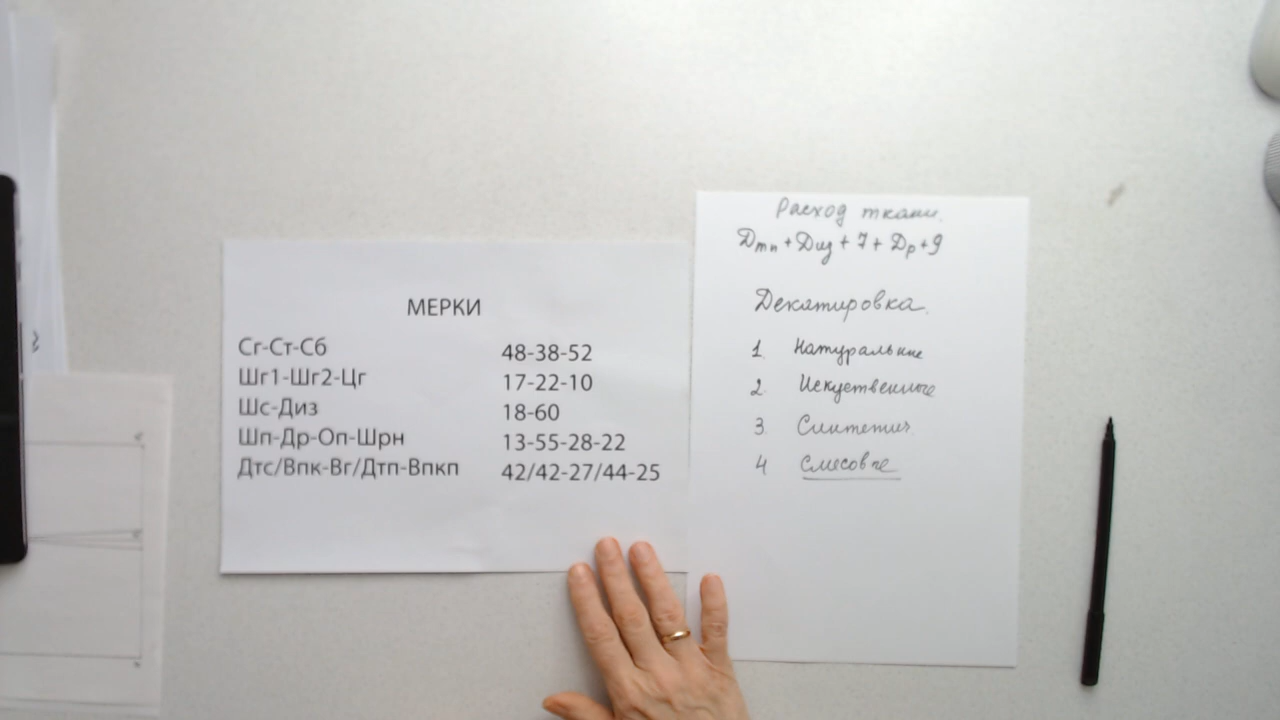 МЕРКИ
Сг-Ст-Сб 48-38-52
Шг1-Шг2-Цг 17-22-10
Шс-Диз 18-60
Шп-Др-Оп-Шрн 13-55-28-22
Дтс/Впк-Вг/Дтп-Впкп 42/42-27/44-25
Расход ткани.
Дтп + Диз + 7 + Др + 9
Декатировка.
1. Натуральные
2. Искуственные
3. Синтетич.
4 Смесовые